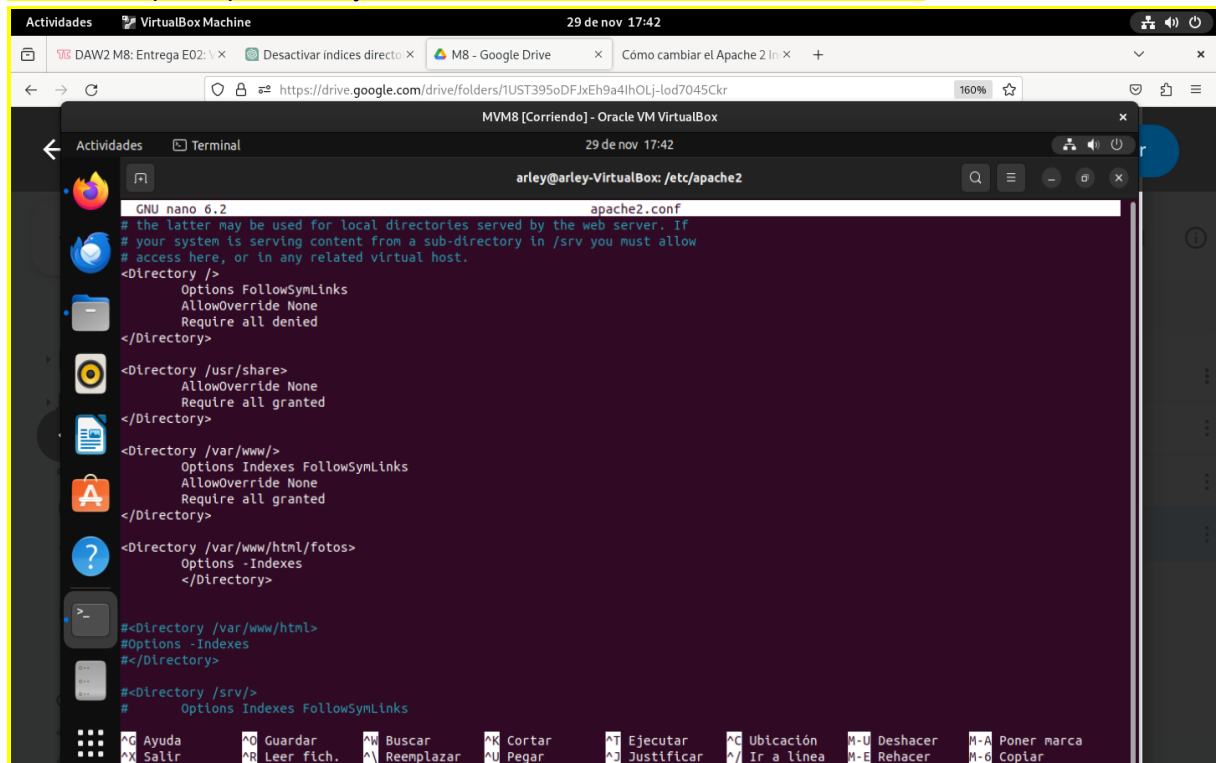 Actividades VirtualBox Machine 29 de nov 17:42
DAW2 M8: Entrega E02: \ × Desactivar índices directo × M8 - Google Drive × Cómo cambiar el Apache 2 In × +
https://drive.google.com/drive/folders/1UST395oDFJxEh9a4IhOLj-lod7045Ckr 160%
MVM8 [Corriendo] - Oracle VM VirtualBox
Actividades Terminal 29 de nov 17:42
arley@arley-VirtualBox: /etc/apache2
GNU nano 6.2 apache2.conf
# the latter may be used for local directories served by the web server. If
# your system is serving content from a sub-directory in /srv you must allow
# access here, or in any related virtual host.
<Directory />
Options FollowSymLinks
AllowOverride None
Require all denied
</Directory>
<Directory /usr/share>
AllowOverride None
Require all granted
</Directory>
<Directory /var/www/>
Options Indexes FollowSymLinks
AllowOverride None
Require all granted
</Directory>
<Directory /var/www/html/fotos>
Options -Indexes
</Directory>
#<Directory /var/www/html>
#Options -Indexes
#</Directory>
#<Directory /srv/>
# Options Indexes FollowSymLinks
^G Ayuda ^O Guardar ^W Buscar ^K Cortar ^T Ejecutar ^C Ubicación M-U Deshacer M-A Poner marca
^X Salir ^R Leer fich. ^\ Reemplazar ^U Pegar ^J Justificar ^/ Ir a línea M-E Rehacer M-6 Copiar